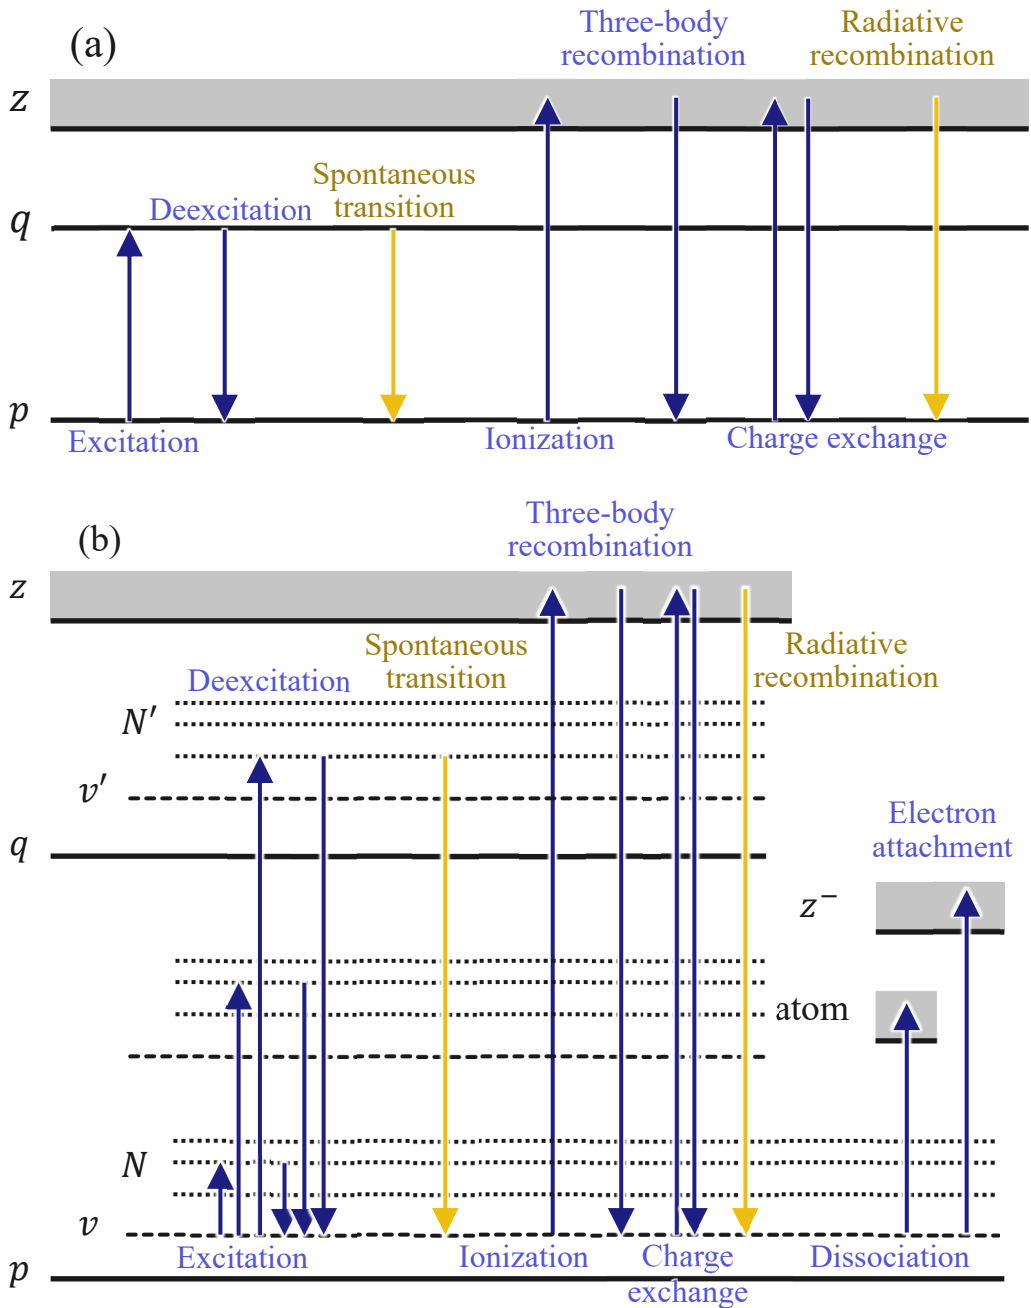 (a)
Three-body
recombination
Radiative
recombination
z
Spontaneous
transition
Deexcitation
q
p
Excitation
Ionization
Charge exchange
(b)
Three-body
recombination
z
Spontaneous
transition
Radiative
recombination
Deexcitation
N′
v′
Electron
attachment
q
z⁻
atom
N
v
Excitation
Ionization
Charge
exchange
Dissociation
p